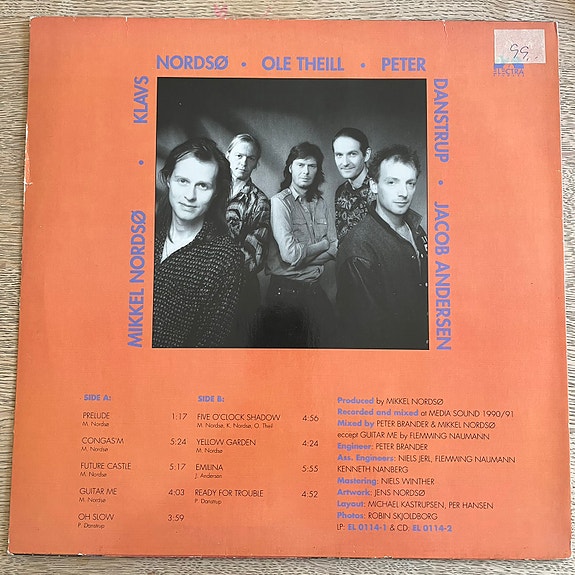 99,-
ELECTRA
MIKKEL NORDSØ • KLAVS NORDSØ • OLE THEILL • PETER DANSTRUP • JACOB ANDERSEN
SIDE A:
PRELUDE 1:17
M. Nordsø
CONGAS'M 5:24
M. Nordsø
FUTURE CASTLE 5:17
M. Nordsø
GUITAR ME 4:03
M. Nordsø
OH SLOW 3:59
P. Danstrup
SIDE B:
FIVE O'CLOCK SHADOW 4:56
M. Nordsø, K. Nordsø, O. Theil
YELLOW GARDEN 4:24
M. Nordsø
EMILINA 5:55
J. Anderson
READY FOR TROUBLE 4:52
P. Danstrup
Produced by MIKKEL NORDSØ
Recorded and mixed at MEDIA SOUND 1990/91
Mixed by PETER BRANDER & MIKKEL NORDSØ
eccept GUITAR ME by FLEMMING NAUMANN
Engineer: PETER BRANDER
Ass. Engineers: NIELS JERL, FLEMMING NAUMANN
KENNETH NANBERG
Mastering: NIELS WINTHER
Artwork: JENS NORDSØ
Layout: MICHAEL KASTRUPSEN, PER HANSEN
Photos: ROBIN SKJOLDBORG
LP: EL 0114-1 & CD: EL 0114-2